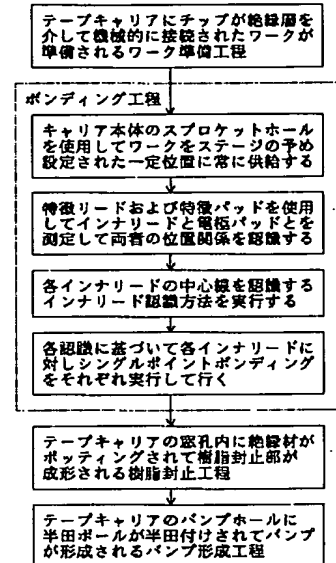 テープキャリアにチップが絶縁層を
介して機械的に接続されたワークが
準備されるワーク準備工程
ボンディング工程
キャリア本体のスプロケットホール
を使用してワークをステージの予め
設定された一定位置に常に供給する
特徴リードおよび特徴パッドを使用
してインナリードと電極パッドとを
測定して両者の位置関係を認識する
各インナリードの中心線を認識する
インナリード認識方法を実行する
各認識に基づいて各インナリードに
対しシングルポイントボンディング
をそれぞれ実行して行く
テープキャリアの窓孔内に絶縁材が
ポッティングされて樹脂封止部が
成形される樹脂封止工程
テープキャリアのバンプホールに
半田ボールが半田付けされてバンプ
が形成されるバンプ形成工程